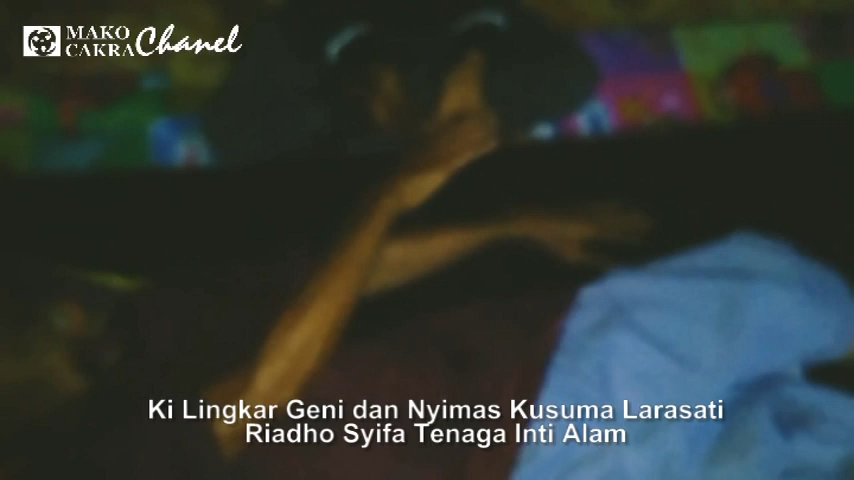 MAKO
CAKRA Chanel
Ki Lingkar Geni dan Nyimas Kusuma Larasati
Riadho Syifa Tenaga Inti Alam